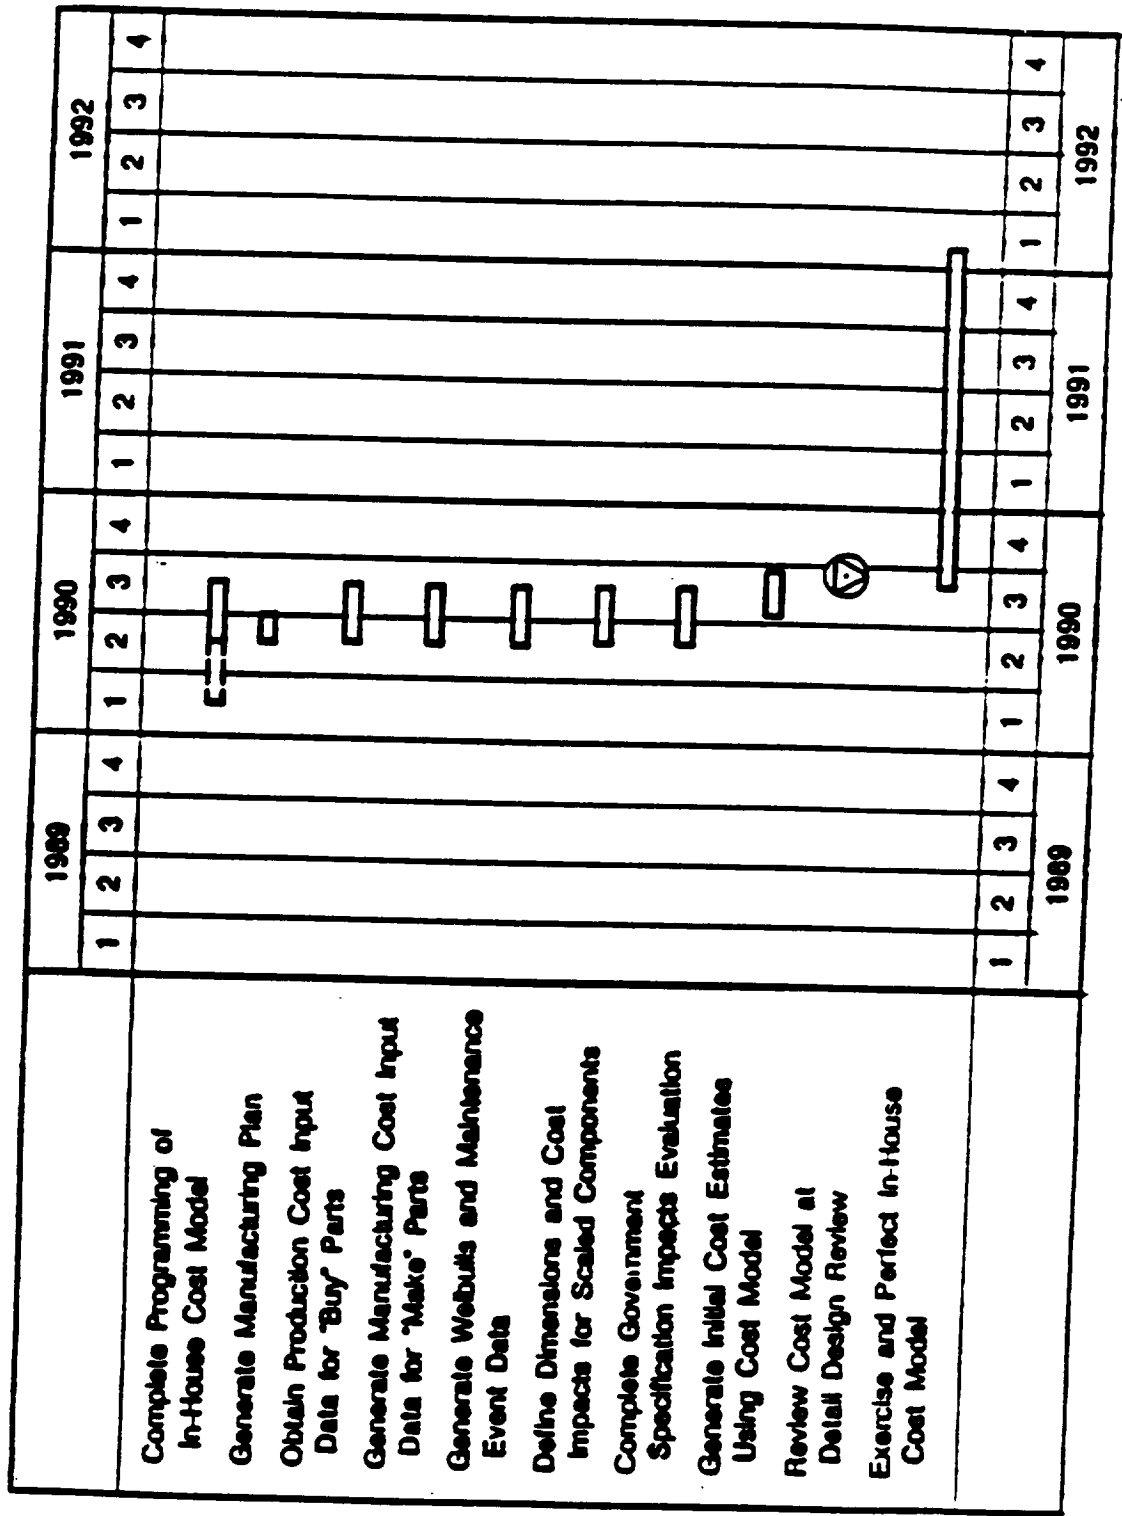 1989 1990 1991 1992
1 2 3 4 1 2 3 4 1 2 3 4 1 2 3 4
Complete Programming of
In-House Cost Model
Generate Manufacturing Plan
Obtain Production Cost Input
Data for "Buy" Parts
Generate Manufacturing Cost Input
Data for "Make" Parts
Generate Weibulls and Maintenance
Event Data
Define Dimensions and Cost
Impacts for Scaled Components
Complete Government
Specification Impacts Evaluation
Generate Initial Cost Estimates
Using Cost Model
Review Cost Model at
Detail Design Review
Exercise and Perfect In-House
Cost Model
1 2 3 4 1 2 3 4 1 2 3 4 1 2 3 4
1989 1990 1991 1992